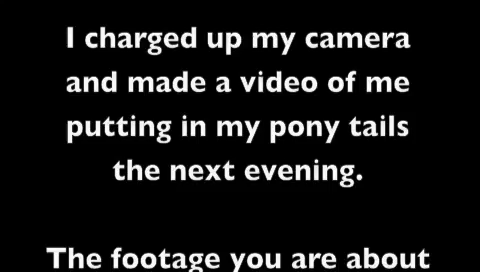 I charged up my camera
and made a video of me
putting in my pony tails
the next evening.
The footage you are about